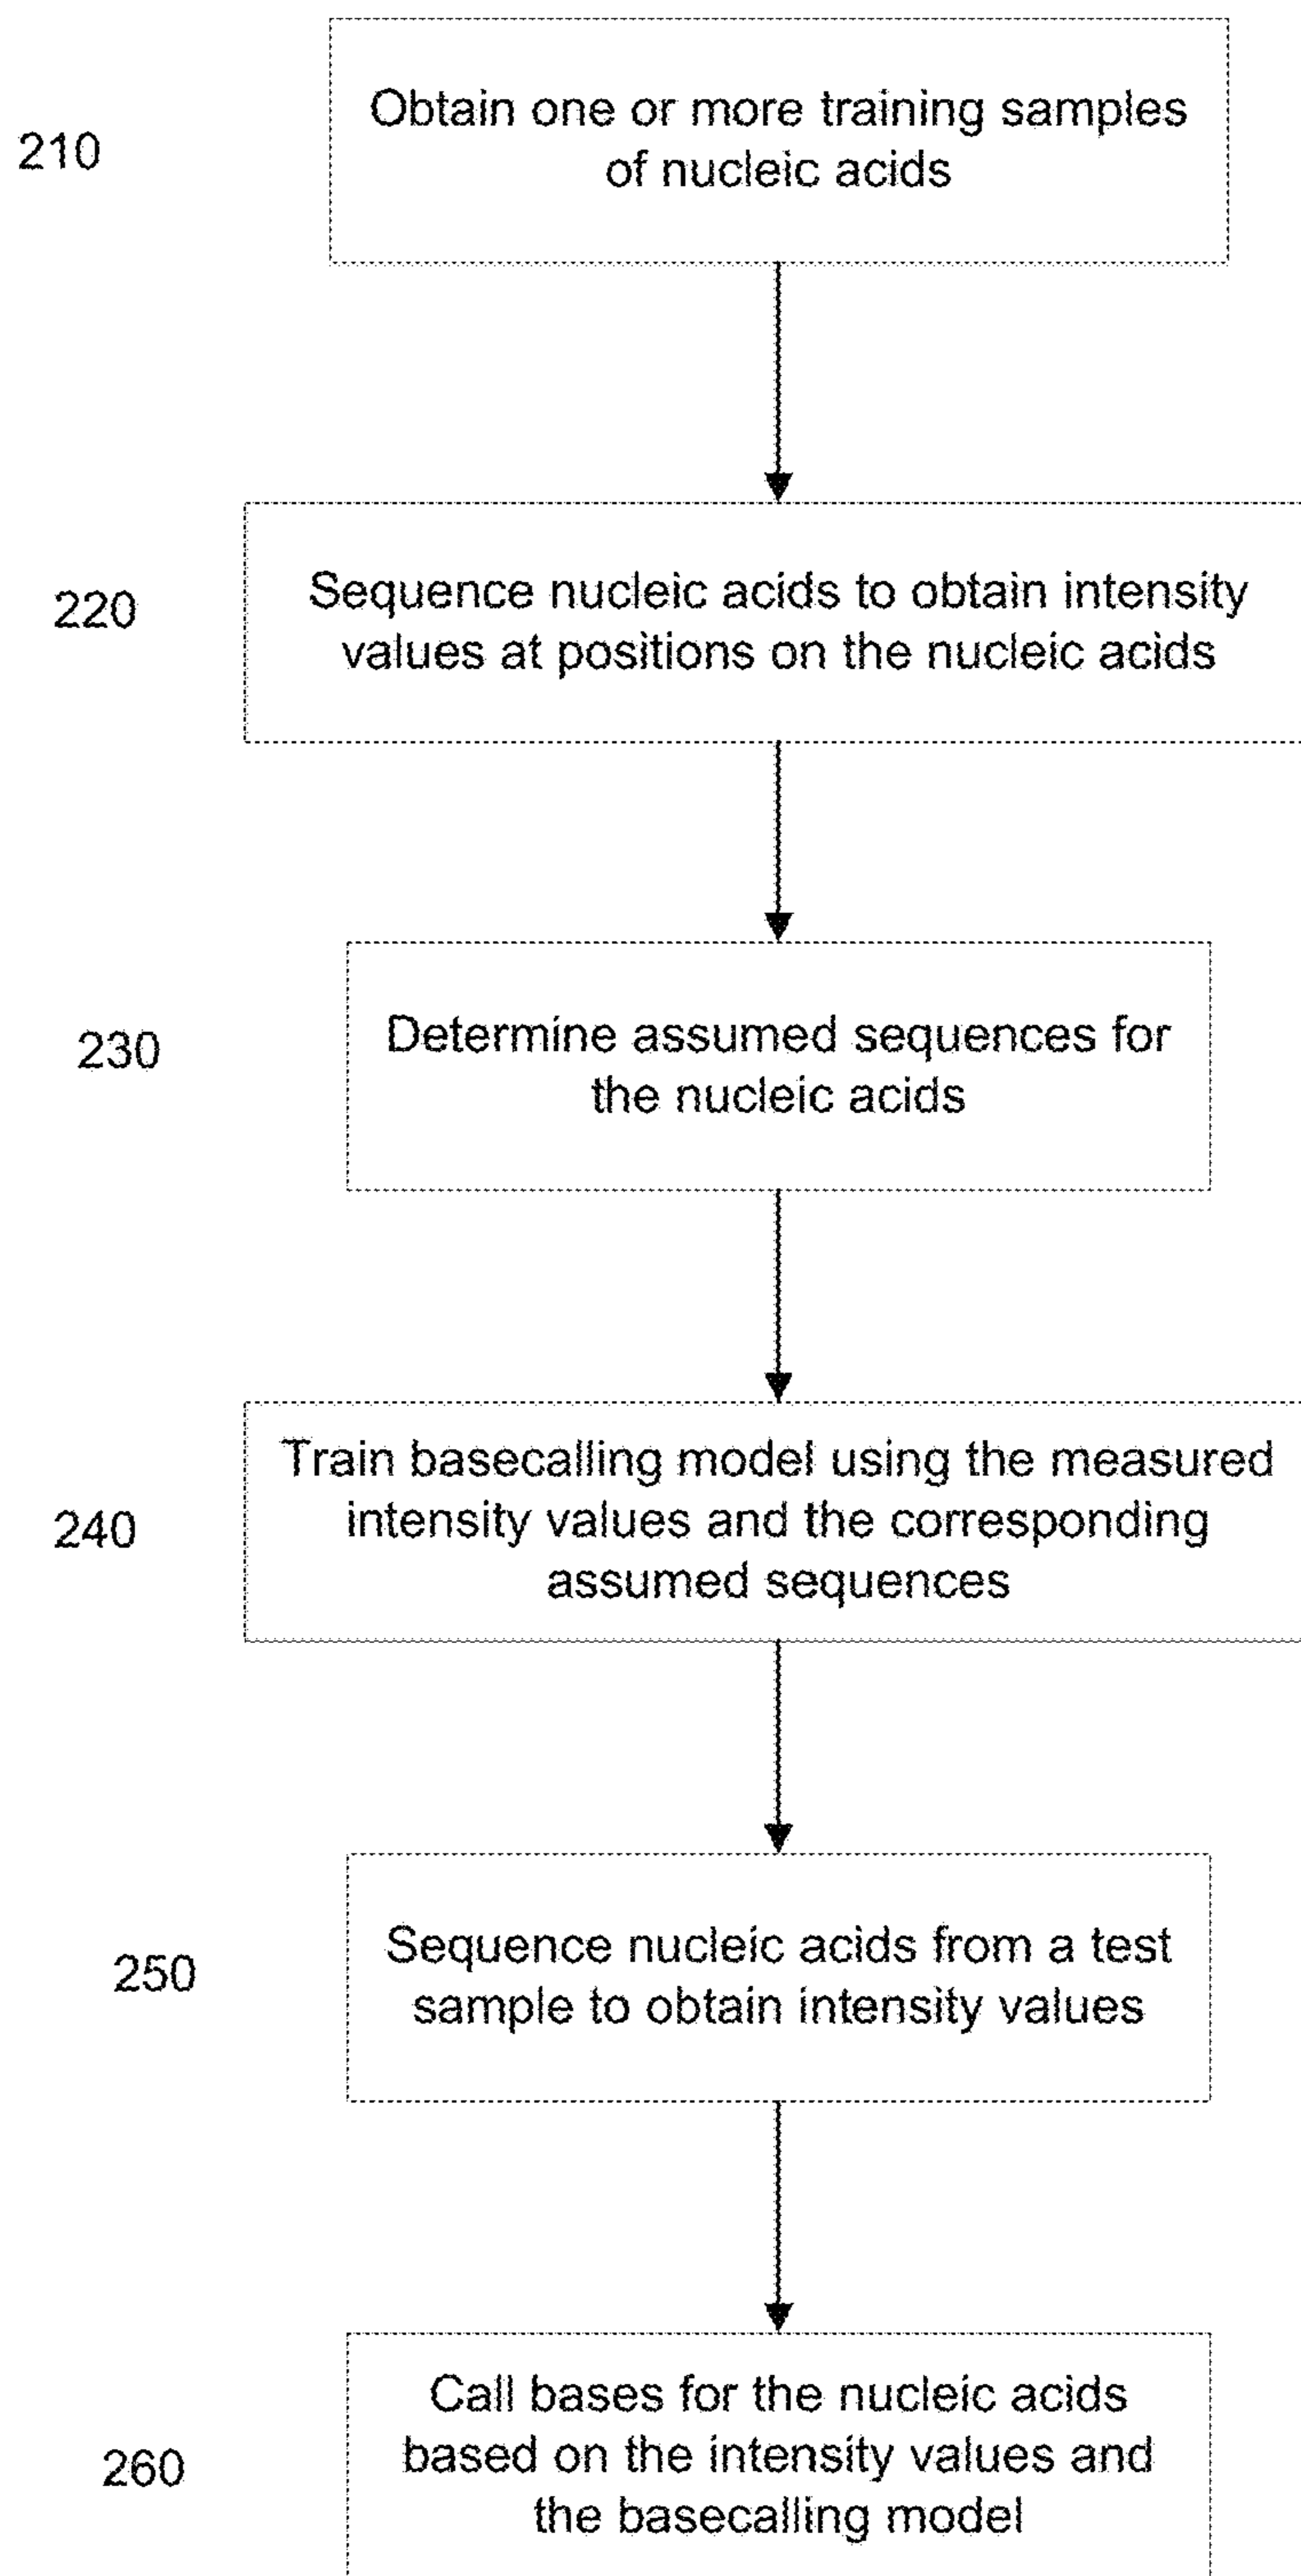 210
Obtain one or more training samples
of nucleic acids
220
Sequence nucleic acids to obtain intensity
values at positions on the nucleic acids
230
Determine assumed sequences for
the nucleic acids
240
Train basecalling model using the measured
intensity values and the corresponding
assumed sequences
250
Sequence nucleic acids from a test
sample to obtain intensity values
260
Call bases for the nucleic acids
based on the intensity values and
the basecalling model